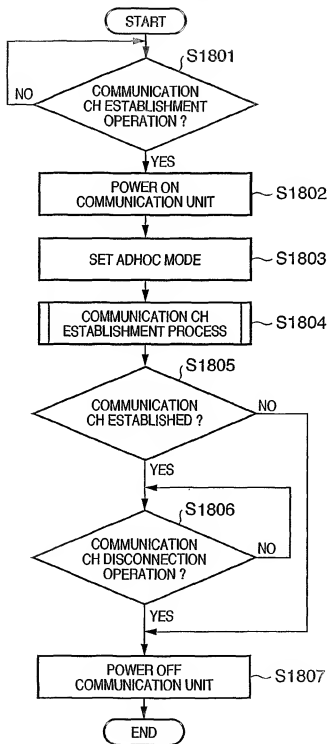 START
S1801
COMMUNICATION
CH ESTABLISHMENT
OPERATION ?
NO
YES
POWER ON
COMMUNICATION UNIT
S1802
SET ADHOC MODE
S1803
COMMUNICATION CH
ESTABLISHMENT PROCESS
S1804
S1805
COMMUNICATION
CH ESTABLISHED ?
NO
YES
S1806
COMMUNICATION
CH DISCONNECTION
OPERATION ?
NO
YES
POWER OFF
COMMUNICATION UNIT
S1807
END